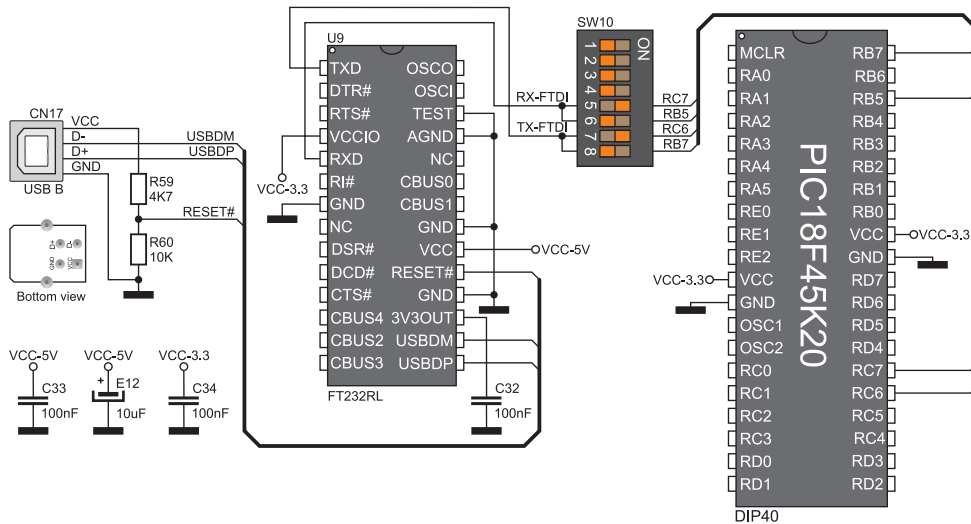 CN17
VCC
D-
D+
GND
USB B
USBDM
USBDP
R59
4K7
RESET#
R60
10K
D+
D-
GND
VCC
Bottom view
VCC-5V
C33
100nF
VCC-5V
+
E12
10uF
VCC-3.3
C34
100nF
U9
TXD
DTR#
RTS#
VCCIO
RXD
RI#
GND
NC
DSR#
DCD#
CTS#
CBUS4
CBUS2
CBUS3
OSCO
OSCI
TEST
AGND
NC
CBUS0
CBUS1
GND
VCC
RESET#
GND
3V3OUT
USBDM
USBDP
FT232RL
VCC-3.3
VCC-5V
C32
100nF
SW10
ON
1
2
3
4
5
6
7
8
RX-FTDI
TX-FTDI
RC7
RB5
RC6
RB7
MCLR
RA0
RA1
RA2
RA3
RA4
RA5
RE0
RE1
RE2
VCC
GND
OSC1
OSC2
RC0
RC1
RC2
RC3
RD0
RD1
PIC18F45K20
RB7
RB6
RB5
RB4
RB3
RB2
RB1
RB0
VCC
GND
RD7
RD6
RD5
RD4
RC7
RC6
RC5
RC4
RD3
RD2
VCC-3.3
VCC-3.3
DIP40